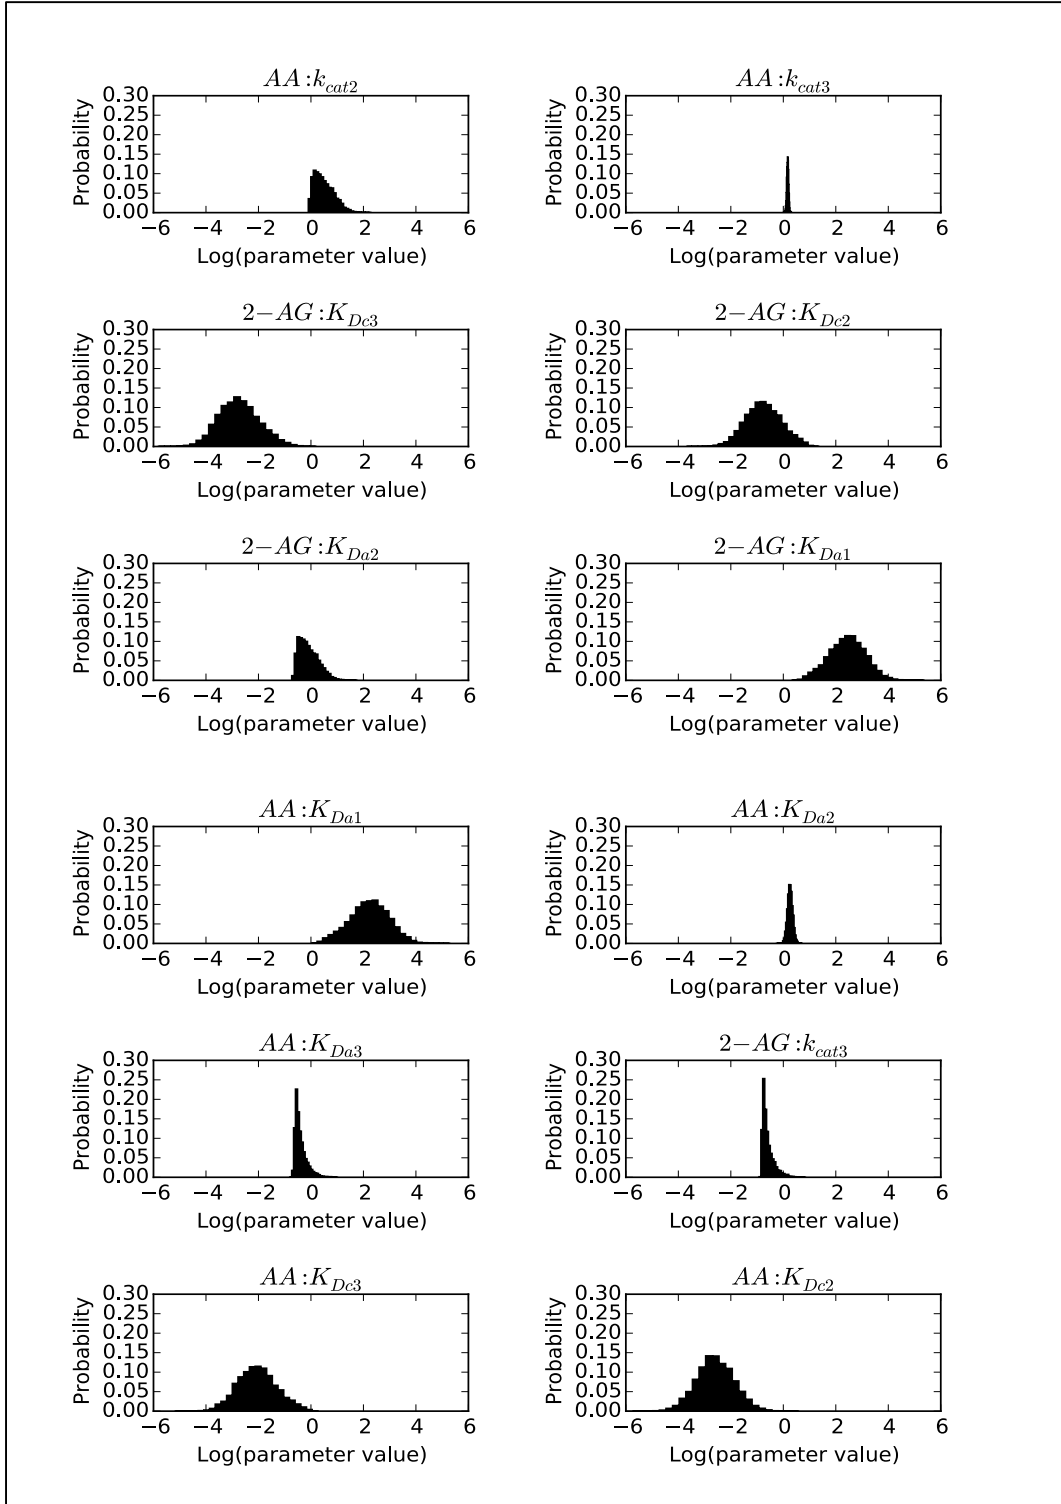 AA:k_cat2
0.30
0.25
0.20
0.15
0.10
0.05
0.00
Probability
−6 −4 −2 0 2 4 6
Log(parameter value)
AA:k_cat3
0.30
0.25
0.20
0.15
0.10
0.05
0.00
Probability
−6 −4 −2 0 2 4 6
Log(parameter value)
2−AG:K_Dc3
0.30
0.25
0.20
0.15
0.10
0.05
0.00
Probability
−6 −4 −2 0 2 4 6
Log(parameter value)
2−AG:K_Dc2
0.30
0.25
0.20
0.15
0.10
0.05
0.00
Probability
−6 −4 −2 0 2 4 6
Log(parameter value)
2−AG:K_Da2
0.30
0.25
0.20
0.15
0.10
0.05
0.00
Probability
−6 −4 −2 0 2 4 6
Log(parameter value)
2−AG:K_Da1
0.30
0.25
0.20
0.15
0.10
0.05
0.00
Probability
−6 −4 −2 0 2 4 6
Log(parameter value)
AA:K_Da1
0.30
0.25
0.20
0.15
0.10
0.05
0.00
Probability
−6 −4 −2 0 2 4 6
Log(parameter value)
AA:K_Da2
0.30
0.25
0.20
0.15
0.10
0.05
0.00
Probability
−6 −4 −2 0 2 4 6
Log(parameter value)
AA:K_Da3
0.30
0.25
0.20
0.15
0.10
0.05
0.00
Probability
−6 −4 −2 0 2 4 6
Log(parameter value)
2−AG:k_cat3
0.30
0.25
0.20
0.15
0.10
0.05
0.00
Probability
−6 −4 −2 0 2 4 6
Log(parameter value)
AA:K_Dc3
0.30
0.25
0.20
0.15
0.10
0.05
0.00
Probability
−6 −4 −2 0 2 4 6
Log(parameter value)
AA:K_Dc2
0.30
0.25
0.20
0.15
0.10
0.05
0.00
Probability
−6 −4 −2 0 2 4 6
Log(parameter value)